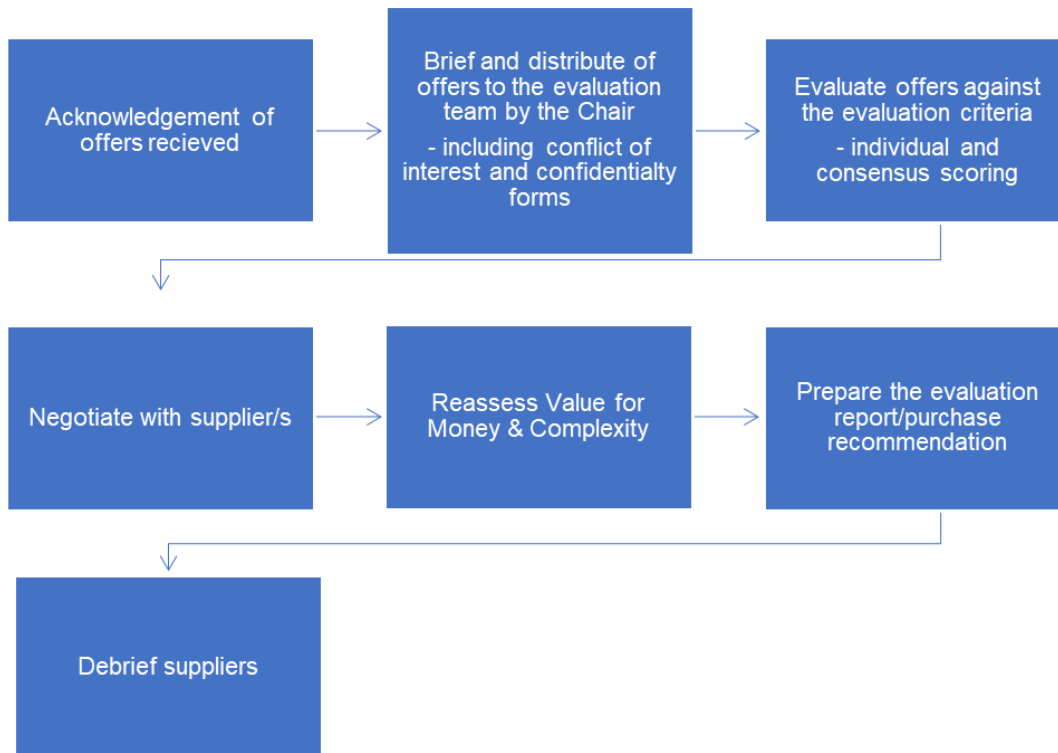 Acknowledgement of
offers recieved
Brief and distribute of
offers to the evaluation
team by the Chair
- including conflict of
interest and confidentialty
forms
Evaluate offers against
the evaluation criteria
- individual and
consensus scoring
Negotiate with supplier/s
Reassess Value for
Money & Complexity
Prepare the evaluation
report/purchase
recommendation
Debrief suppliers